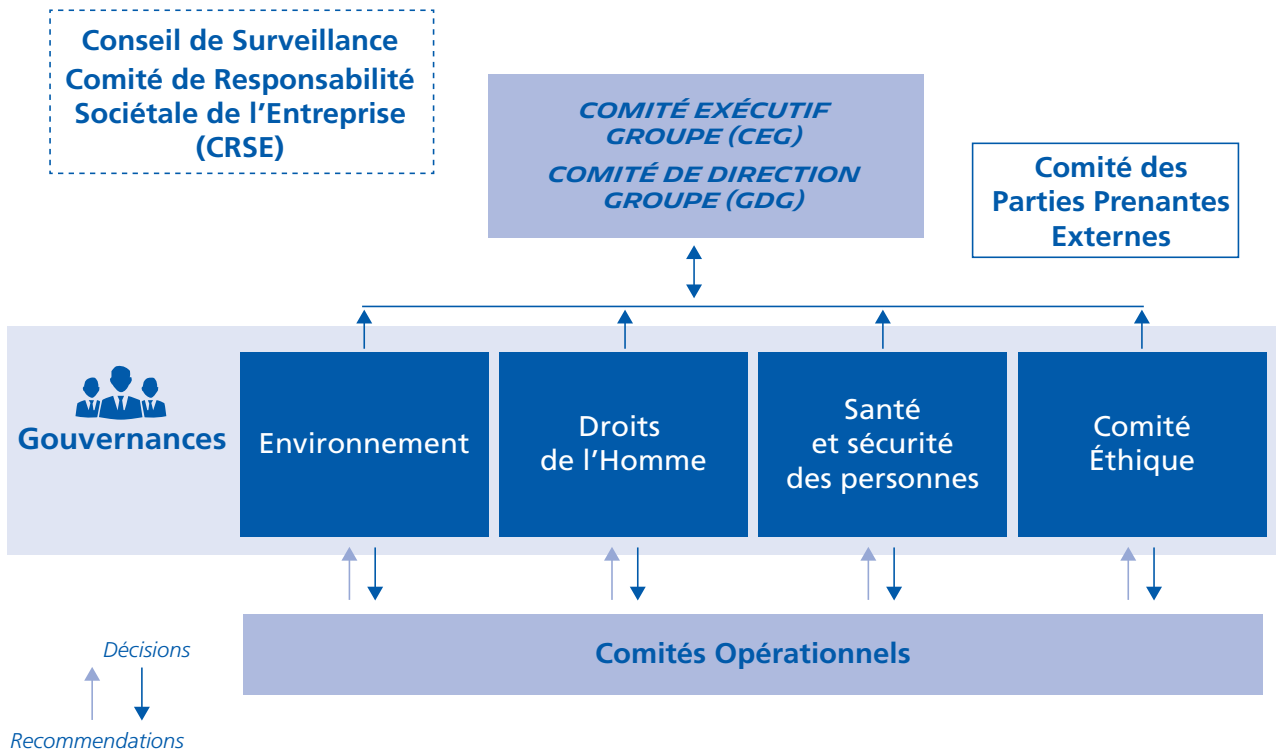 Conseil de Surveillance
Comité de Responsabilité
Sociétale de l'Entreprise
(CRSE)
COMITÉ EXÉCUTIF
GROUPE (CEG)
COMITÉ DE DIRECTION
GROUPE (GDG)
Comité des
Parties Prenantes
Externes
Gouvernances
Environnement
Droits
de l'Homme
Santé
et sécurité
des personnes
Comité
Éthique
Comités Opérationnels
Décisions
Recommendations